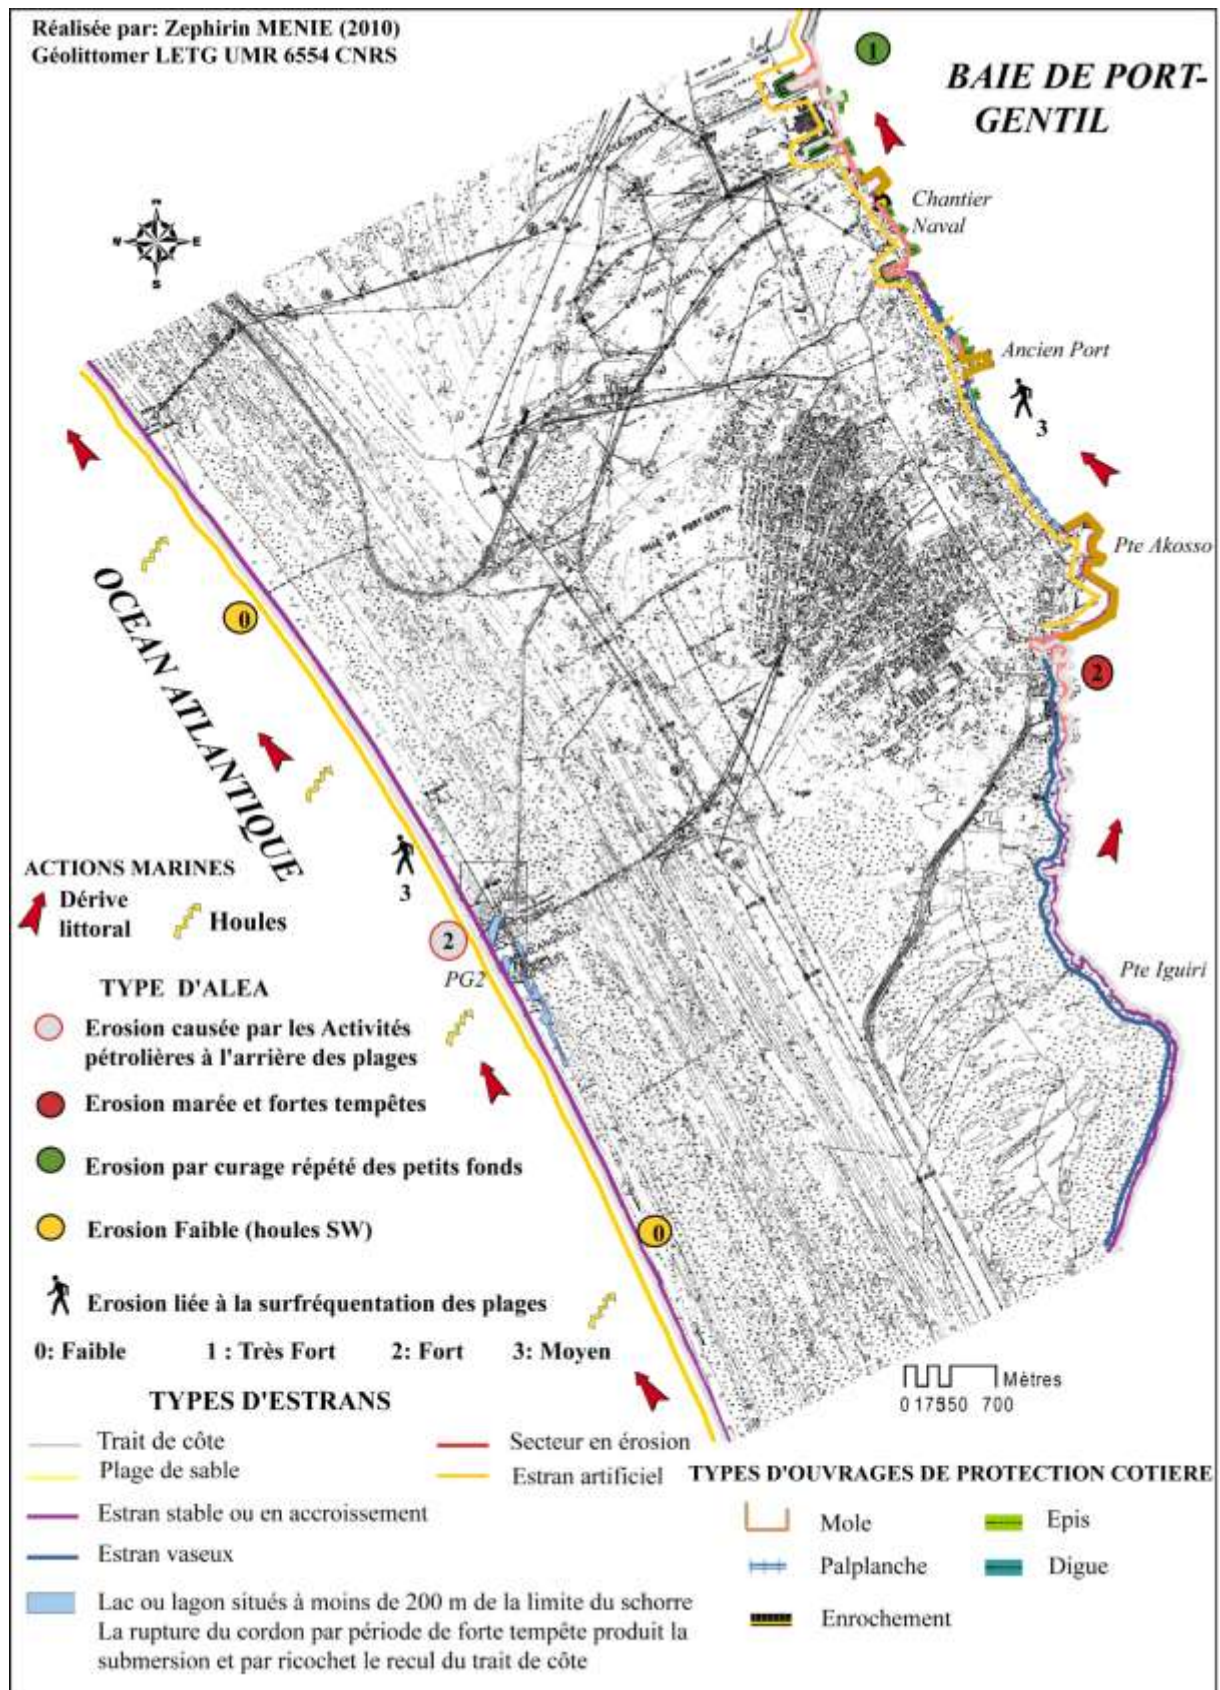 Réalisée par: Zephirin MENIE (2010)
Géolittomer LETG UMR 6554 CNRS
1
BAIE DE PORT-
GENTIL
N
W E
S
Chantier
Naval
Ancien Port
3
Pte Akosso
VILLE DE PORT-GENTIL
2
0
OCEAN ATLANTIQUE
3
2
PG2
Pte Iguiri
0
ACTIONS MARINES
Dérive
littoral
Houles
TYPE D'ALEA
Erosion causée par les Activités
pétrolières à l'arrière des plages
Erosion marée et fortes tempêtes
Erosion par curage répété des petits fonds
Erosion Faible (houles SW)
Erosion liée à la surfréquentation des plages
0: Faible 1 : Très Fort 2: Fort 3: Moyen
Mètres
0 175350 700
TYPES D'ESTRANS
Trait de côte
Plage de sable
Secteur en érosion
Estran artificiel
Estran stable ou en accroissement
Estran vaseux
Lac ou lagon situés à moins de 200 m de la limite du schorre
La rupture du cordon par période de forte tempête produit la
submersion et par ricochet le recul du trait de côte
TYPES D'OUVRAGES DE PROTECTION COTIERE
Mole
Epis
Palplanche
Digue
Enrochement